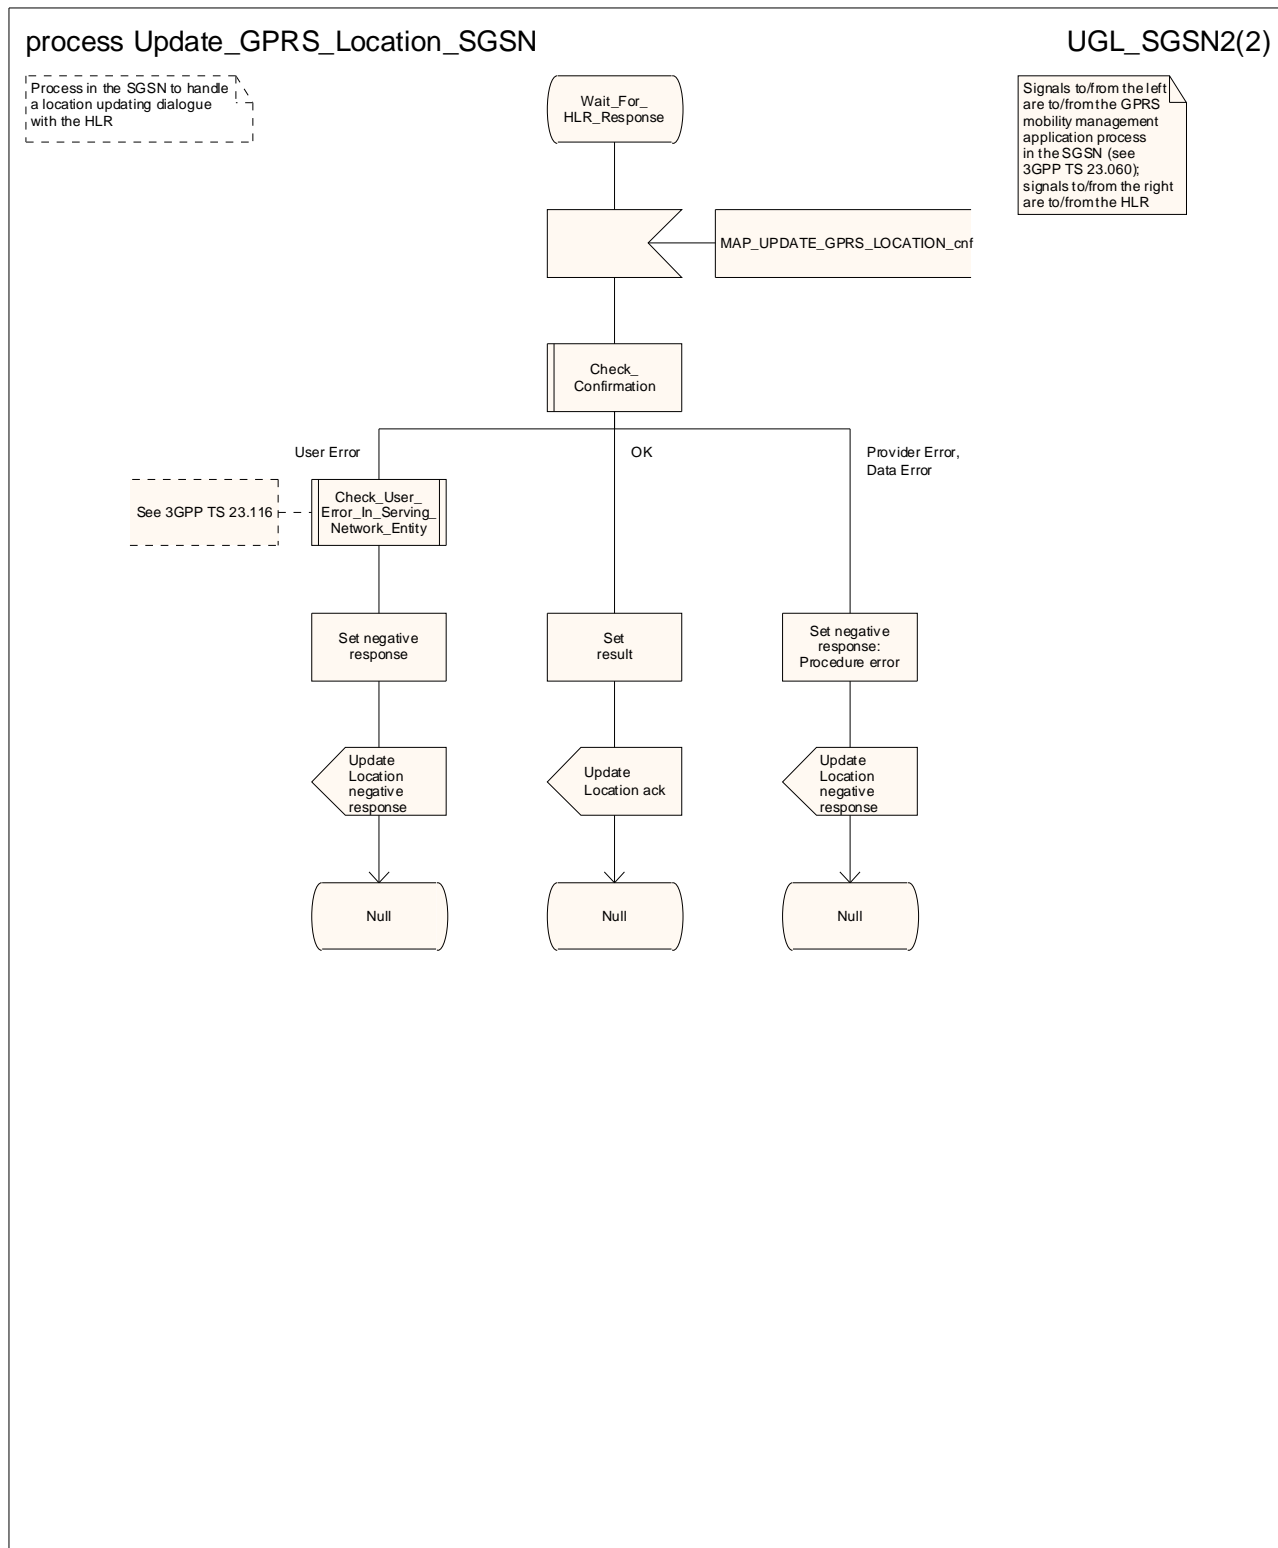 process Update_GPRS_Location_SGSN
UGL_SGSN2(2)
Process in the SGSN to handle
a location updating dialogue
with the HLR
Wait_For_
HLR_Response
Signals to/from the left
are to/from the GPRS
mobility management
application process
in the SGSN (see
3GPP TS 23.060);
signals to/from the right
are to/from the HLR
MAP_UPDATE_GPRS_LOCATION_cnf
Check_
Confirmation
User Error
OK
Provider Error,
Data Error
See 3GPP TS 23.116
Check_User_
Error_In_Serving_
Network_Entity
Set negative
response
Set
result
Set negative
response:
Procedure error
Update
Location
negative
response
Update
Location ack
Update
Location
negative
response
Null
Null
Null